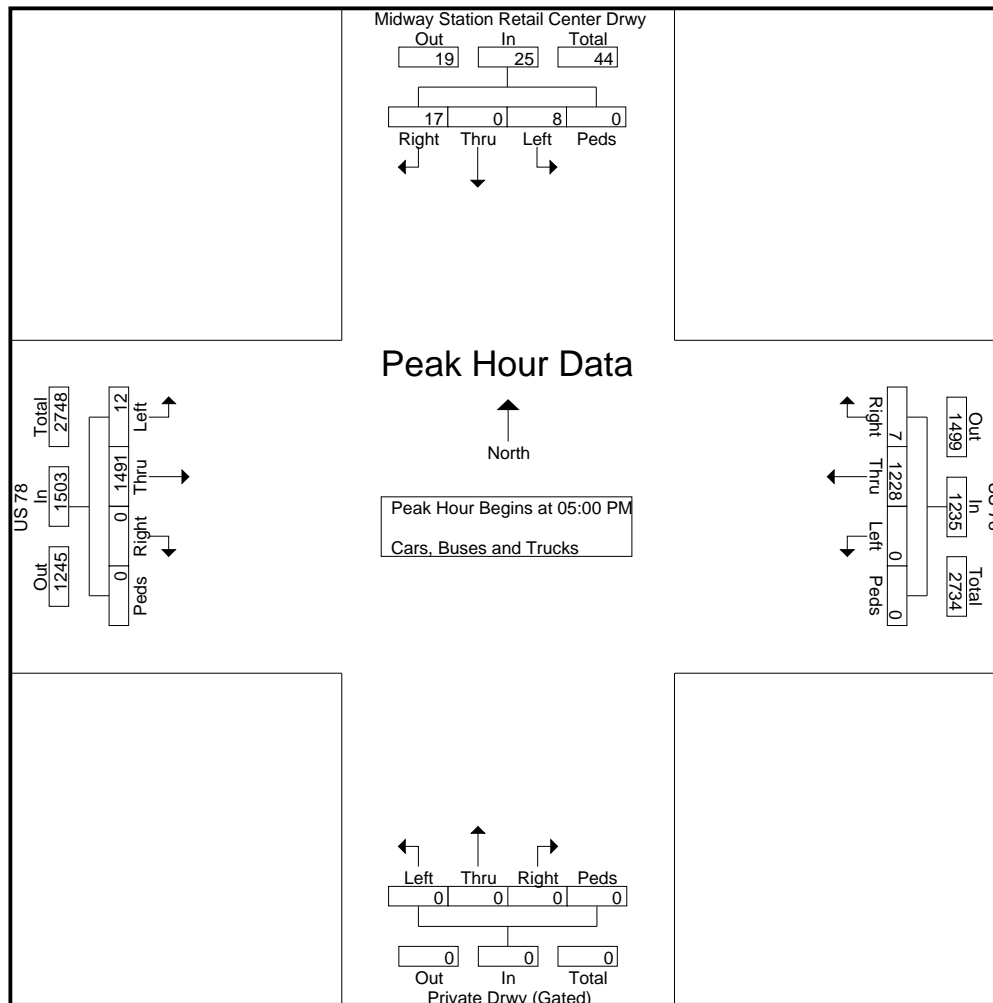 Midway Station Retail Center Drwy
Out In Total
19 25 44
17 0 8 0
Right Thru Left Peds
Peak Hour Data
North
Peak Hour Begins at 05:00 PM
Cars, Buses and Trucks
US 78
Out In Total
1245 1503 2748
Left Thru Right Peds
12 1491 0 0
Right Thru Left Peds
7 1228 0 0
Out In Total
1499 1235 2734
Left Thru Right Peds
0 0 0 0
0 0 0
Out In Total
Private Drwy (Gated)